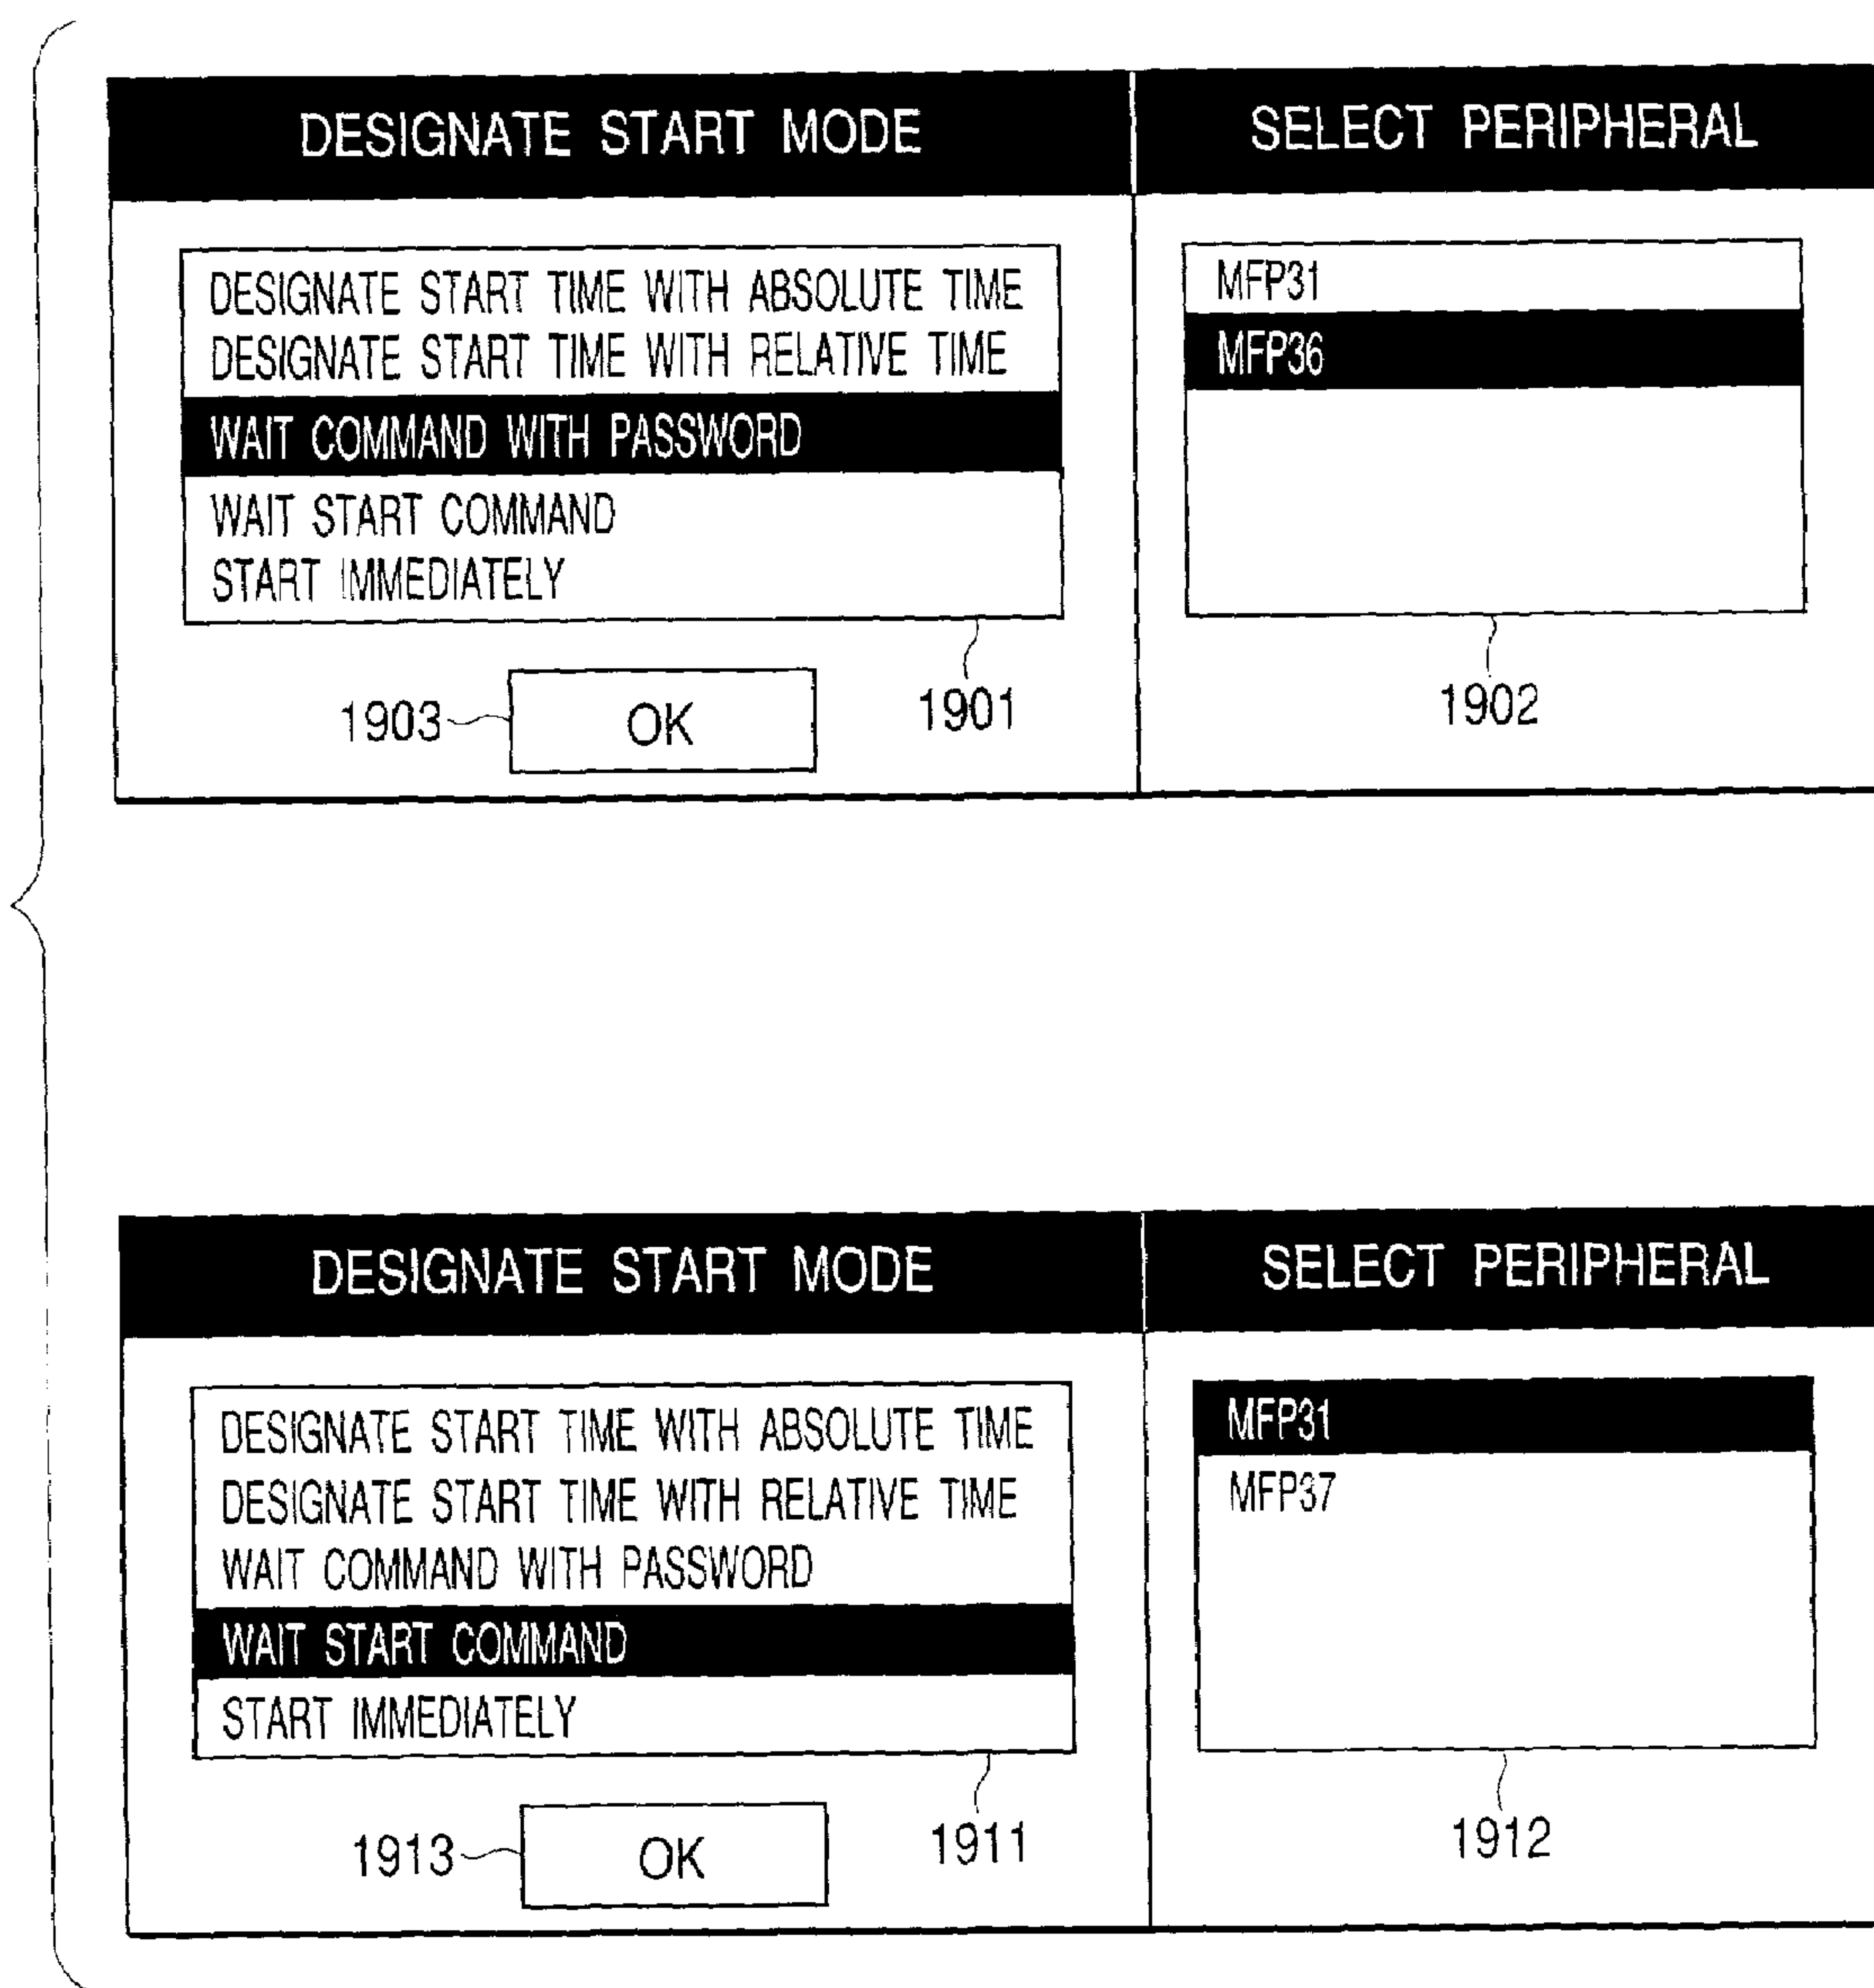 DESIGNATE START MODE
SELECT PERIPHERAL
DESIGNATE START TIME WITH ABSOLUTE TIME
DESIGNATE START TIME WITH RELATIVE TIME
WAIT COMMAND WITH PASSWORD
WAIT START COMMAND
START IMMEDIATELY
MFP31
MFP36
1903
OK
1901
1902
DESIGNATE START MODE
SELECT PERIPHERAL
DESIGNATE START TIME WITH ABSOLUTE TIME
DESIGNATE START TIME WITH RELATIVE TIME
WAIT COMMAND WITH PASSWORD
WAIT START COMMAND
START IMMEDIATELY
MFP31
MFP37
1913
OK
1911
1912